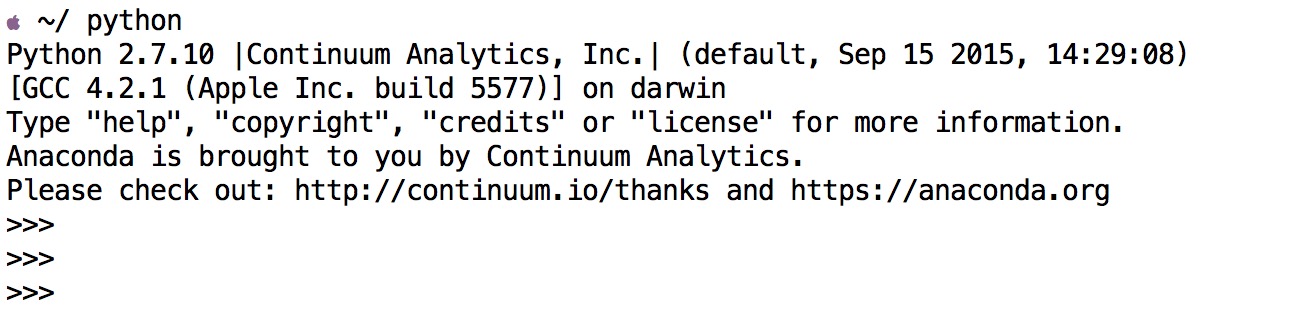 ~/ python
Python 2.7.10 |Continuum Analytics, Inc.| (default, Sep 15 2015, 14:29:08)
[GCC 4.2.1 (Apple Inc. build 5577)] on darwin
Type "help", "copyright", "credits" or "license" for more information.
Anaconda is brought to you by Continuum Analytics.
Please check out: http://continuum.io/thanks and https://anaconda.org
>>>
>>>
>>>